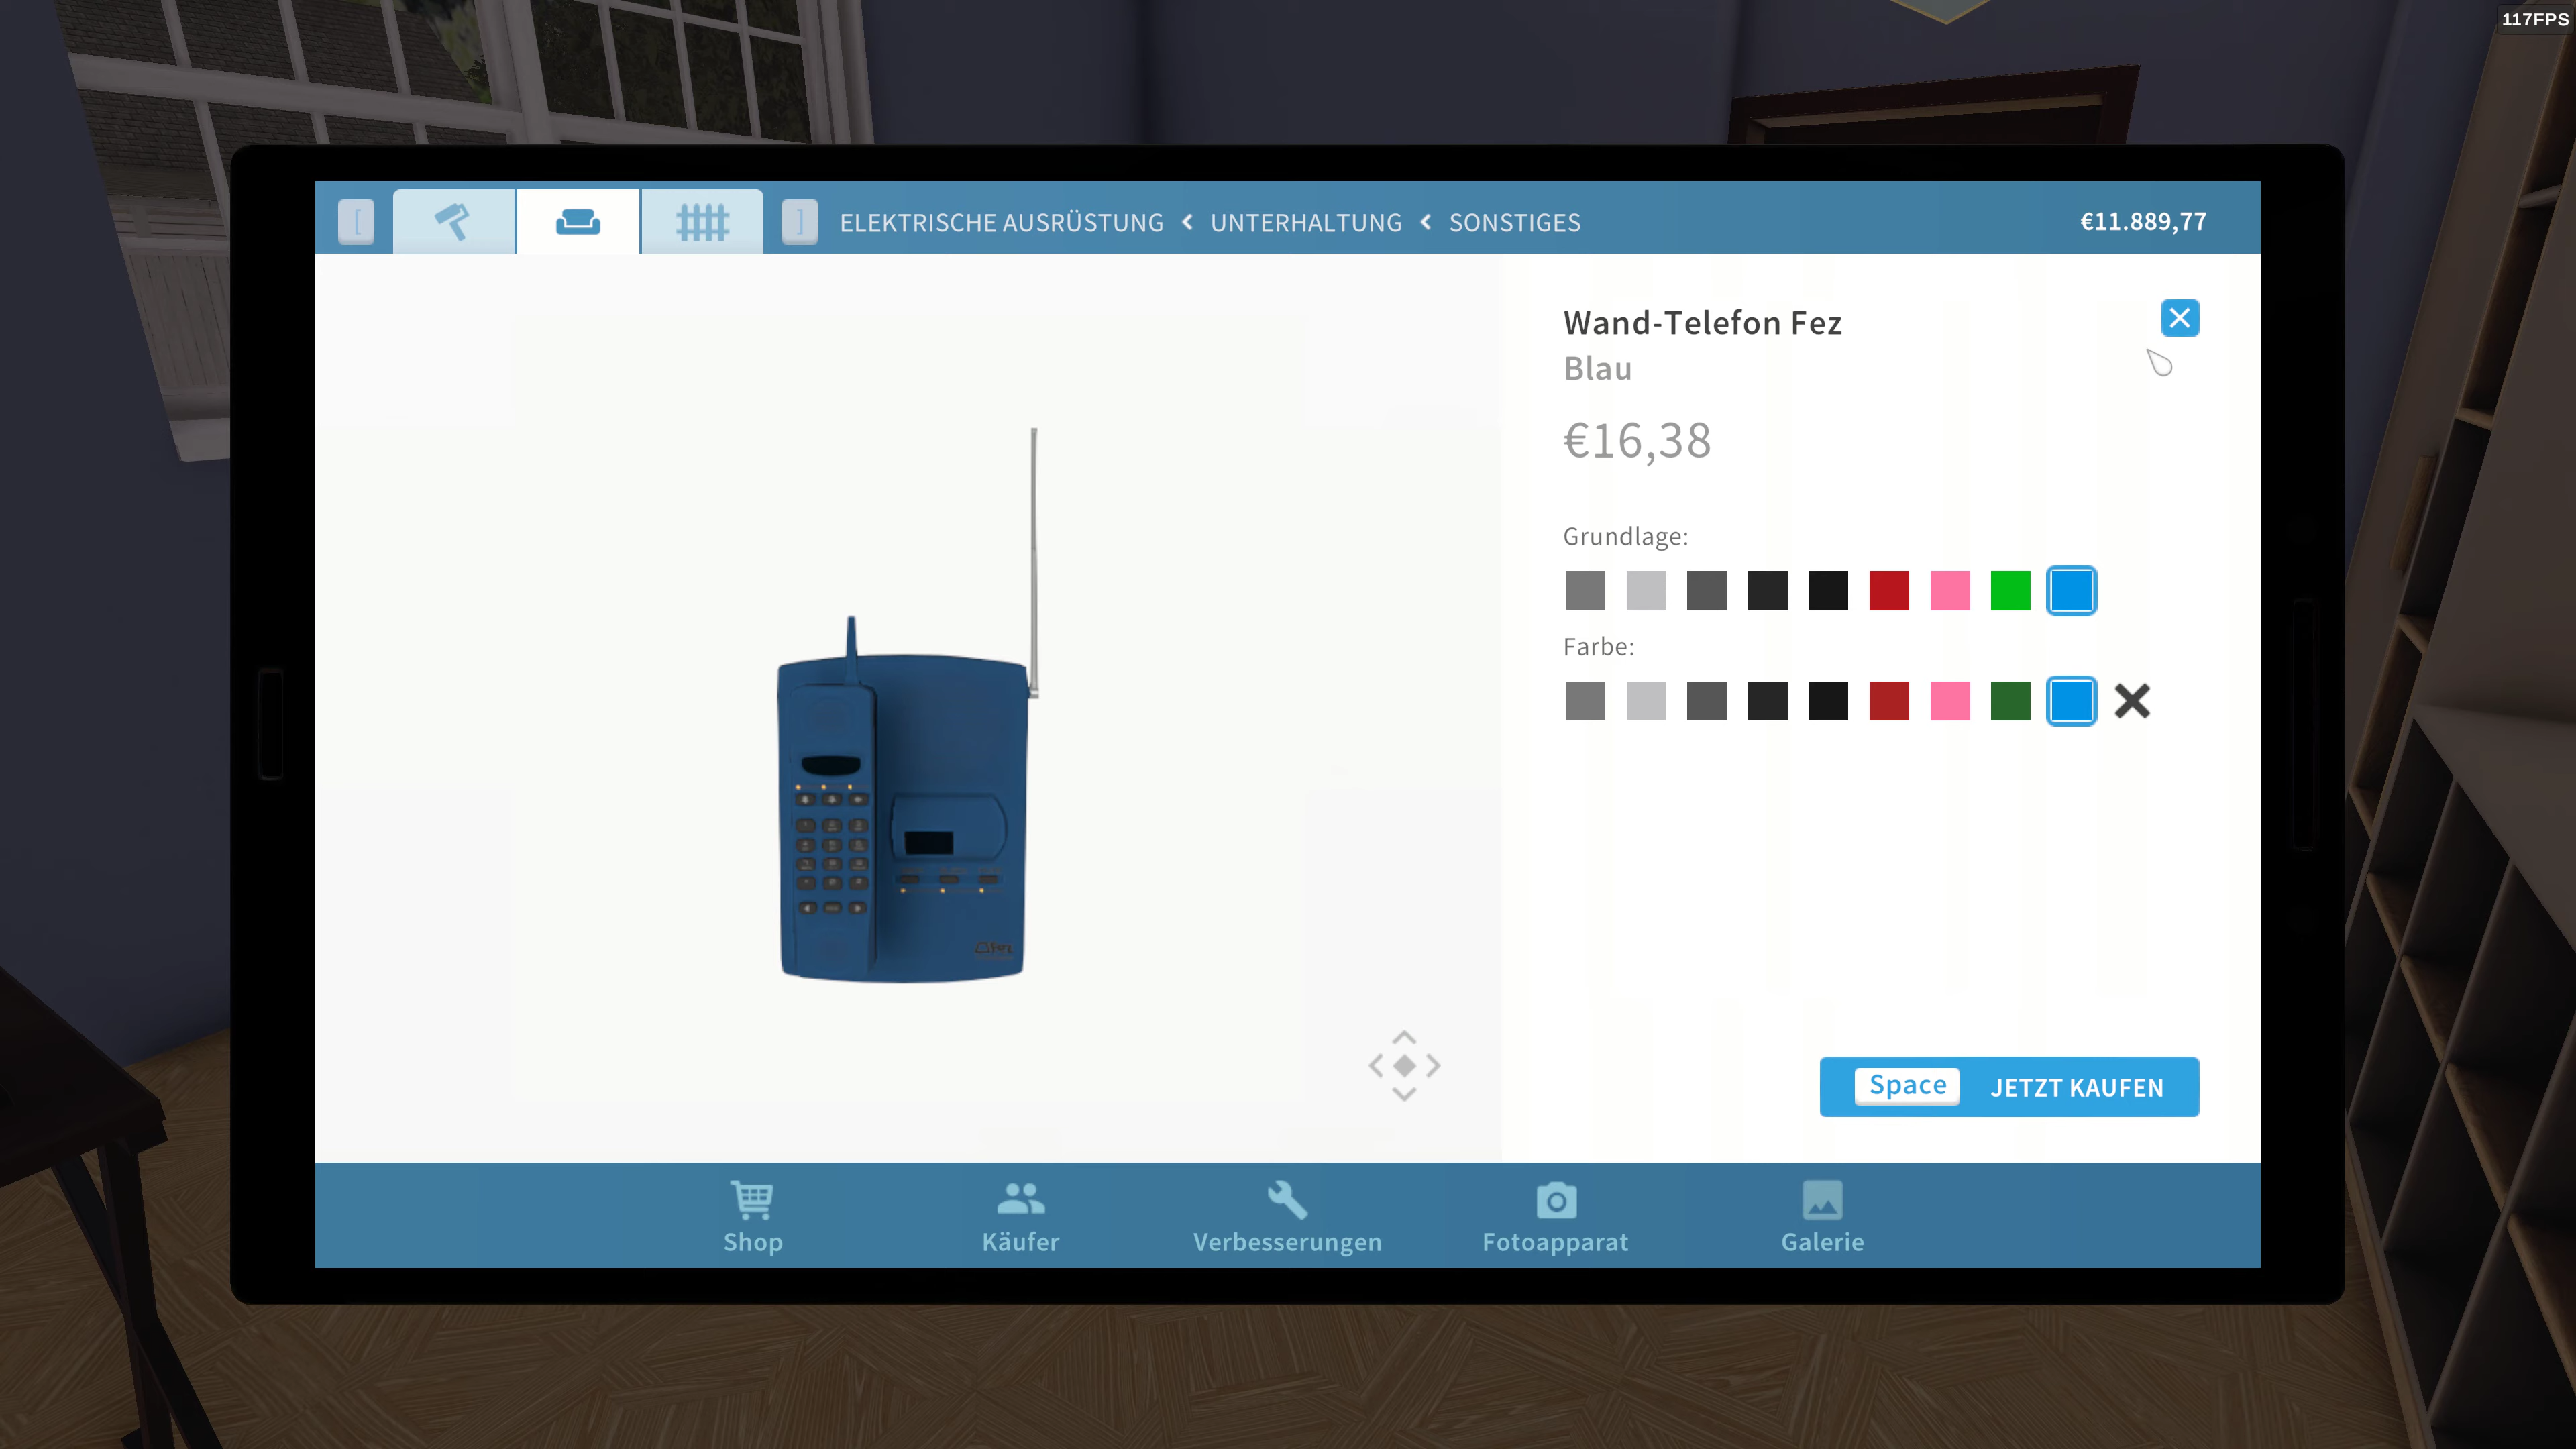 117FPS
[
]
ELEKTRISCHE AUSRÜSTUNG < UNTERHALTUNG < SONSTIGES
€11.889,77
Wand-Telefon Fez
Blau
€16,38
Grundlage:
Farbe:
Space JETZT KAUFEN
Shop
Käufer
Verbesserungen
Fotoapparat
Galerie